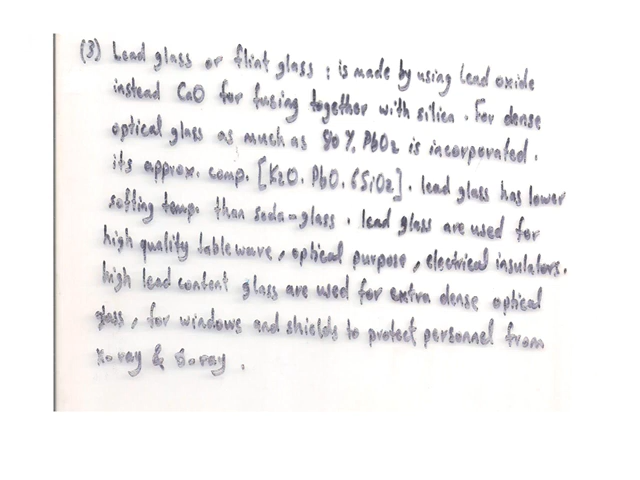 (3) Lead glass or flint glass : is made by using lead oxide
instead CaO for fusing together with silica . For dense
optical glass as much as 80 % PbO2 is incorporated .
its approx. comp. [K2O. PbO. 6SiO2] . lead glass has lower
softing temp. than soda-glass . lead glass are used for
high quality tableware , optical purpose , electrical insulators.
high lead content glass are used for extra dense optical
glass , for windows and shields to protect personnel from
X-ray &